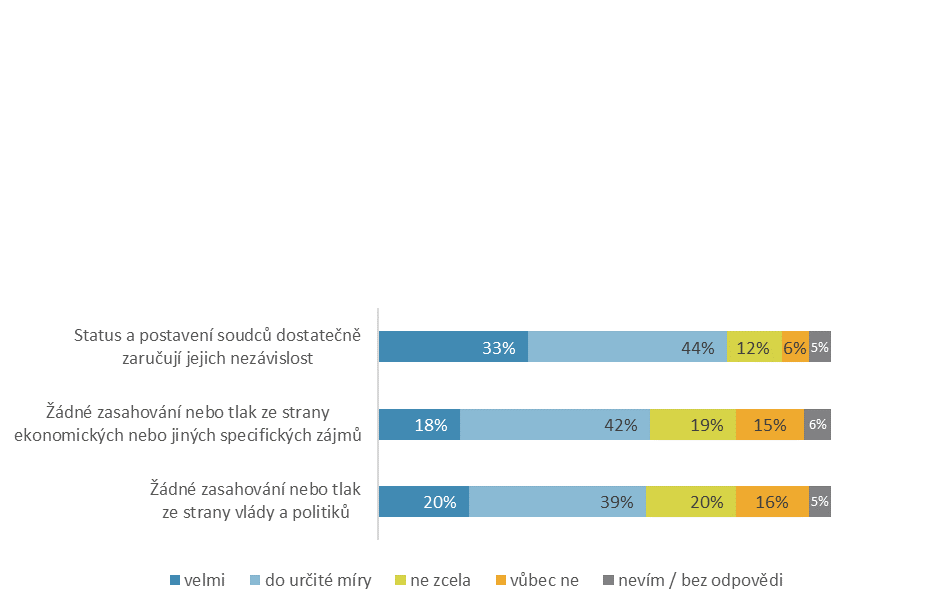 Status a postavení soudců dostatečně
zaručují jejich nezávislost
33% 44% 12% 6% 5%
Žádné zasahování nebo tlak ze strany
ekonomických nebo jiných specifických zájmů
18% 42% 19% 15% 6%
Žádné zasahování nebo tlak
ze strany vlády a politiků
20% 39% 20% 16% 5%
velmi do určité míry ne zcela vůbec ne nevím / bez odpovědi